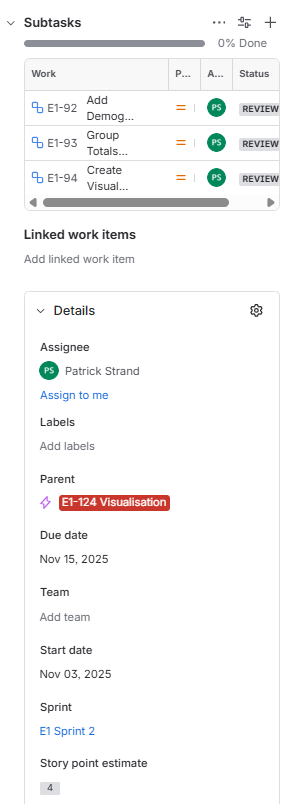 Subtasks
0% Done
Work P... A... Status
E1-92 Add Demog... PS REVIEW
E1-93 Group Totals... PS REVIEW
E1-94 Create Visual... PS REVIEW
Linked work items
Add linked work item
Details
Assignee
PS Patrick Strand
Assign to me
Labels
Add labels
Parent
E1-124 Visualisation
Due date
Nov 15, 2025
Team
Add team
Start date
Nov 03, 2025
Sprint
E1 Sprint 2
Story point estimate
4